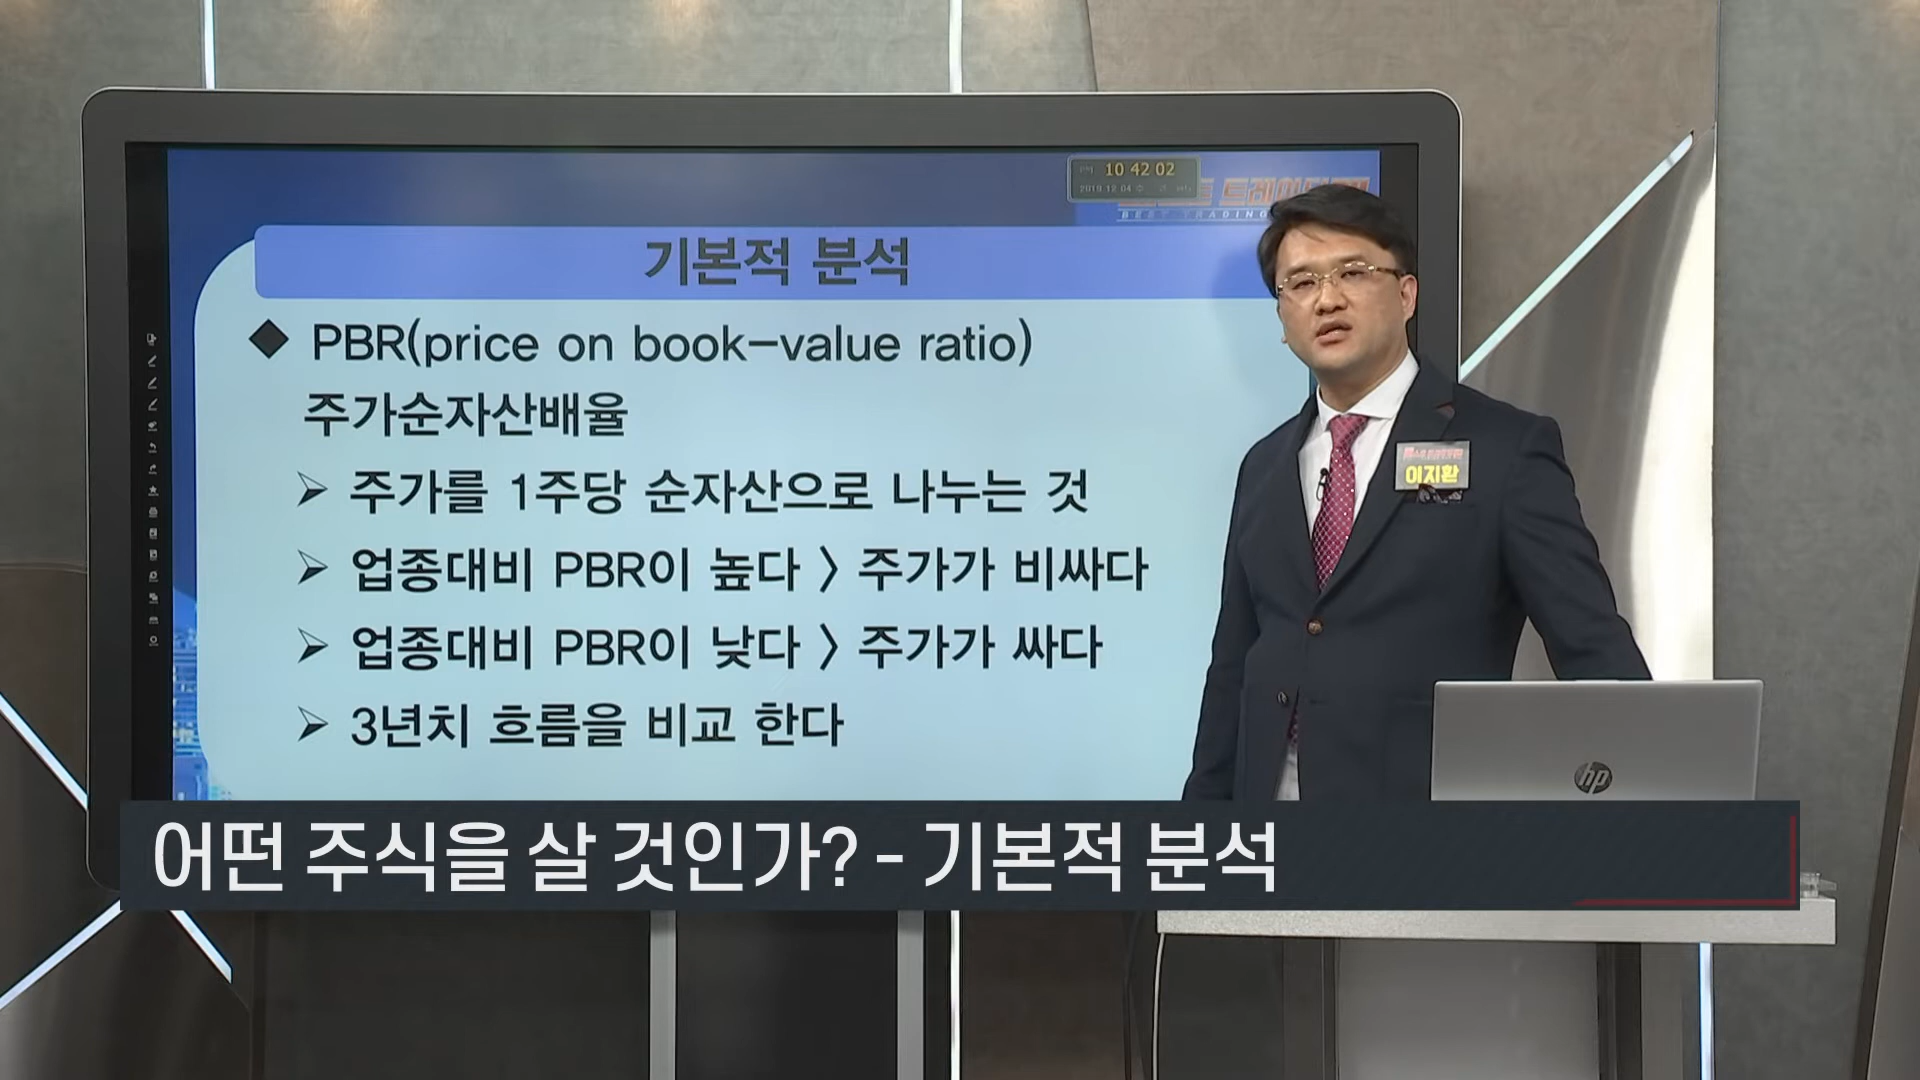 10 42 02
2019 12 04 수
기본적 분석
◆ PBR(price on book-value ratio)
주가순자산배율
➢ 주가를 1주당 순자산으로 나누는 것
➢ 업종대비 PBR이 높다 > 주가가 비싸다
➢ 업종대비 PBR이 낮다 > 주가가 싸다
➢ 3년치 흐름을 비교 한다
이지환
hp
어떤 주식을 살 것인가? - 기본적 분석